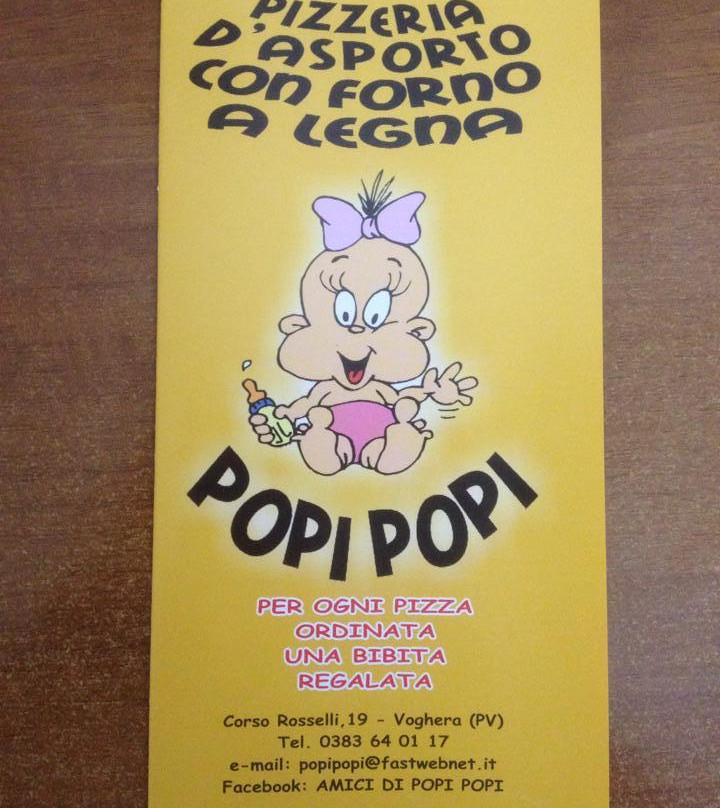 PIZZERIA
D'ASPORTO
CON FORNO
A LEGNA
POPI POPI
PER OGNI PIZZA
ORDINATA
UNA BIBITA
REGALATA
Corso Rosselli,19 - Voghera (PV)
Tel. 0383 64 01 17
e-mail: popipopi@fastwebnet.it
Facebook: AMICI DI POPI POPI